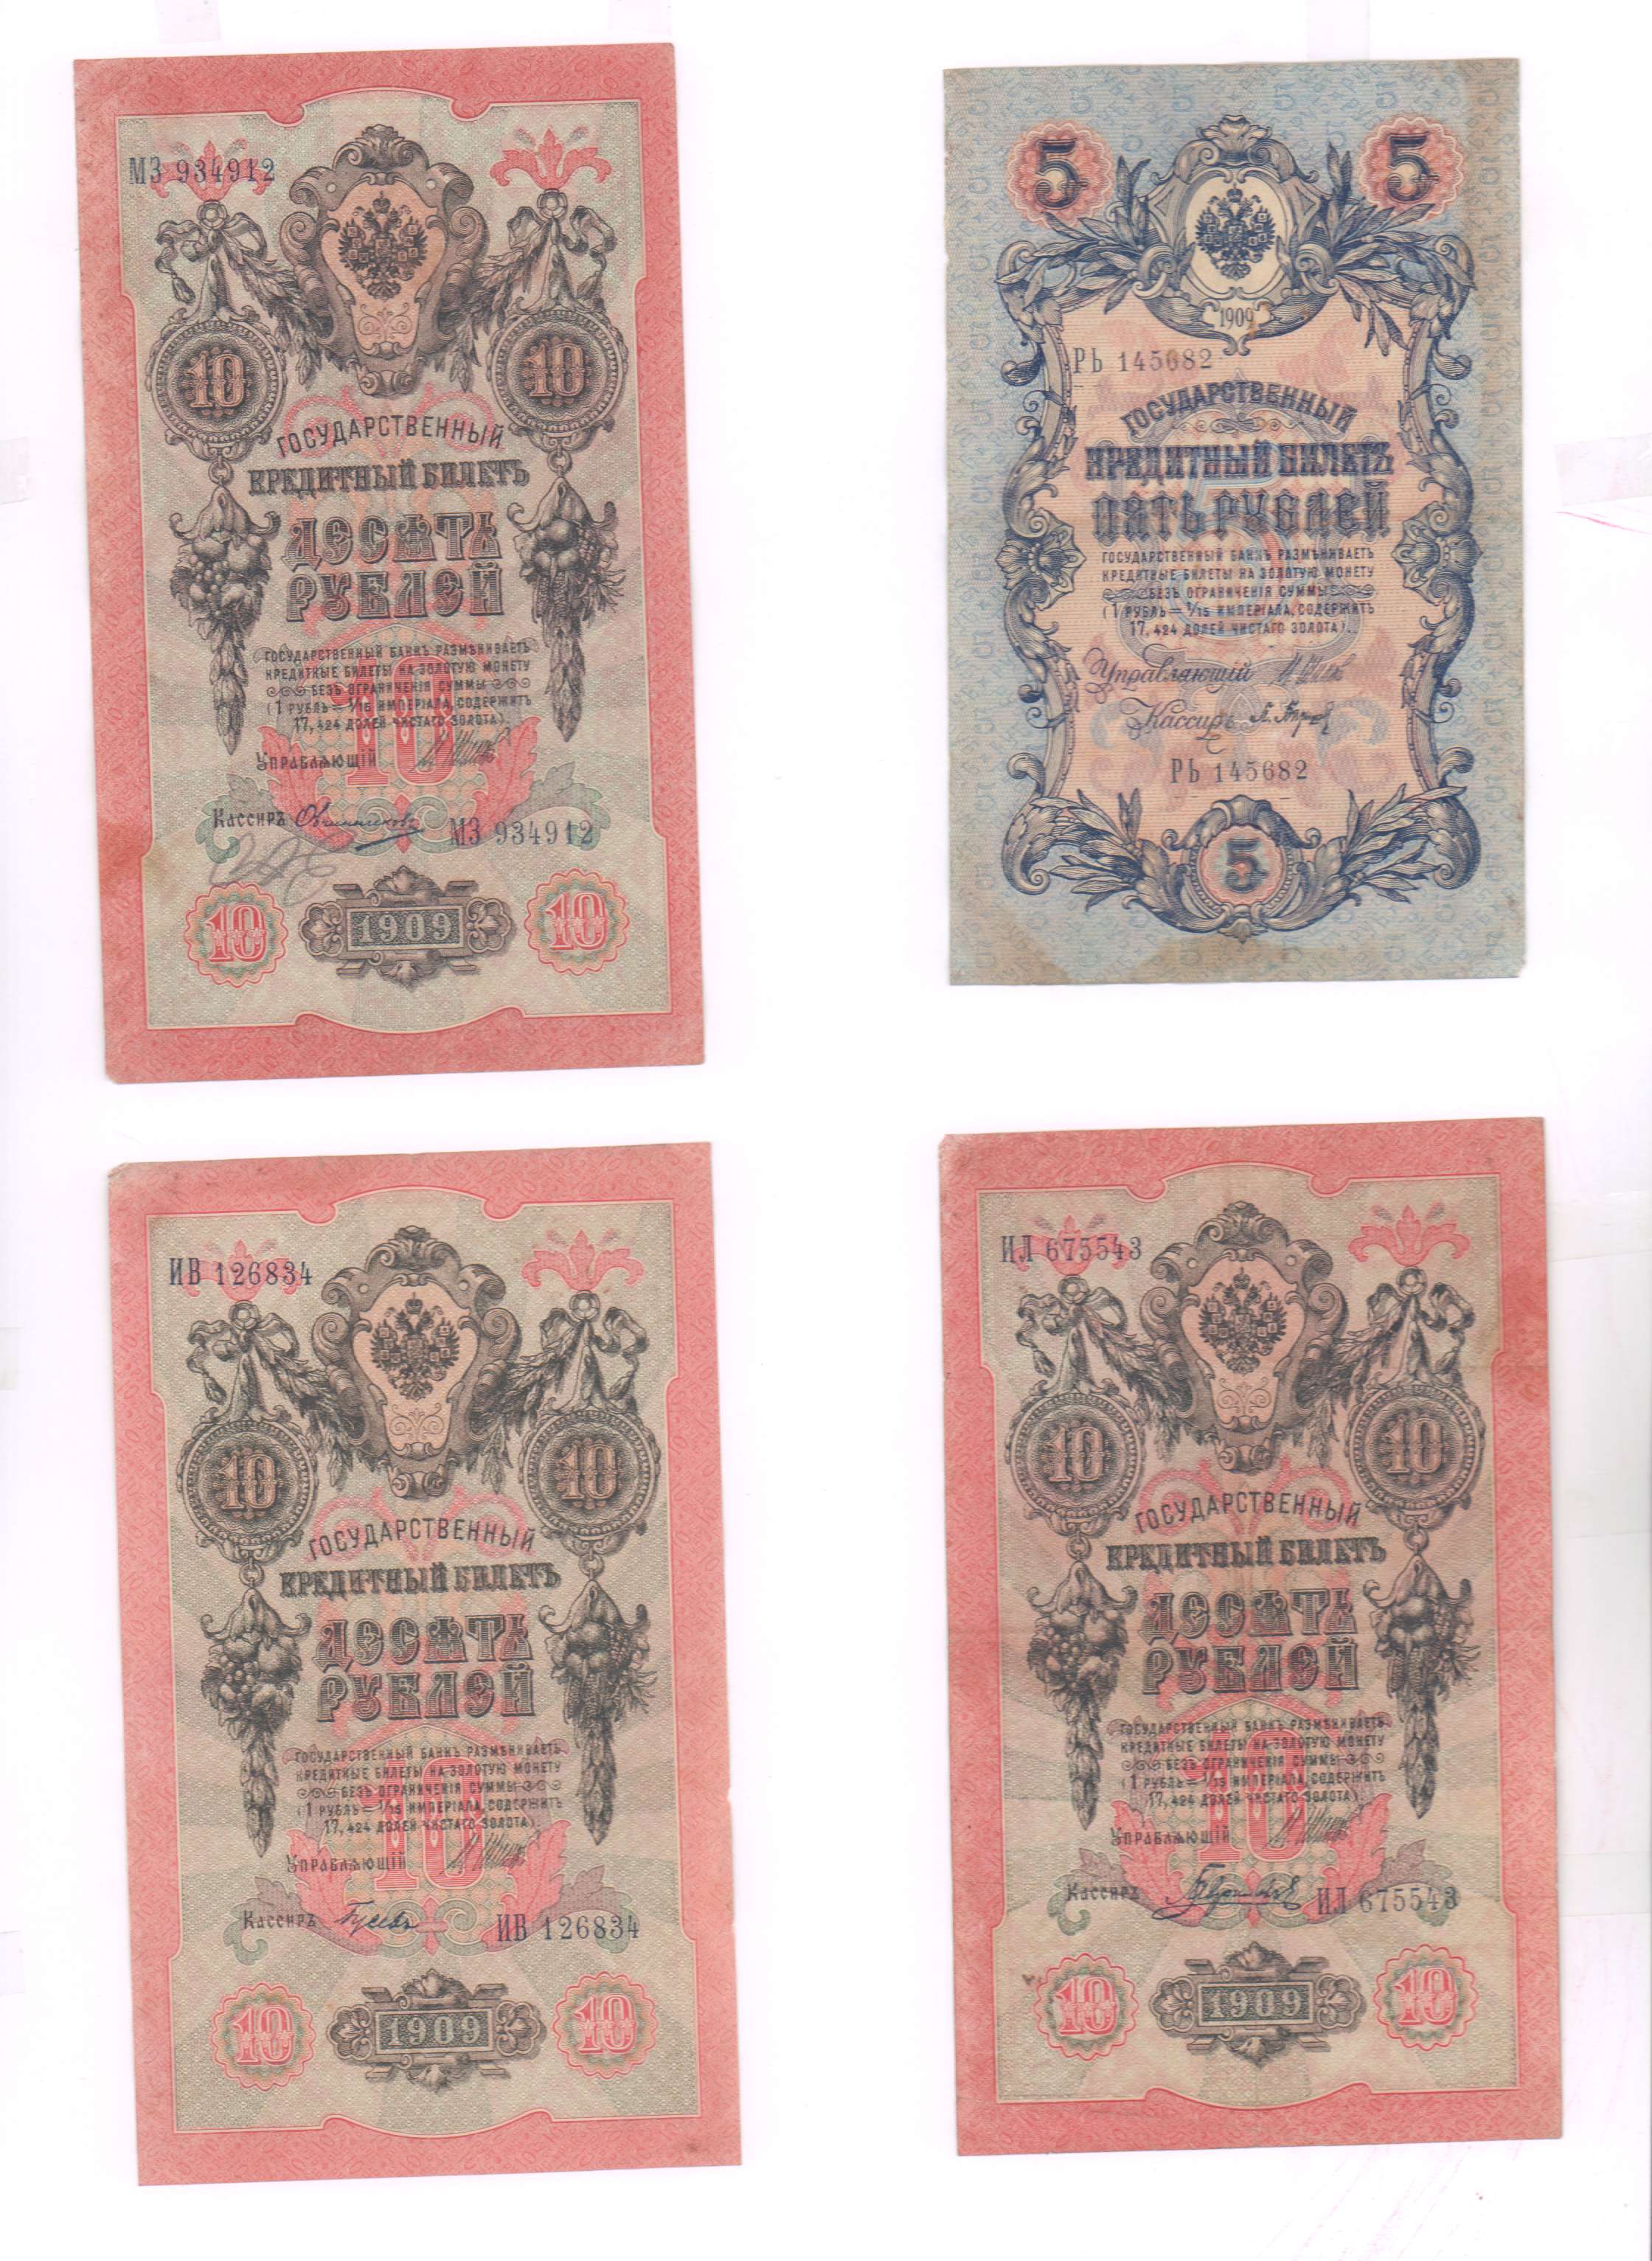 МЗ 934912
10 10
ГОСУДАРСТВЕННЫЙ
КРЕДИТНЫЙ БИЛЕТЪ
ДЕСЯТЬ
РУБЛЕЙ
ГОСУДАРСТВЕННЫЙ БАНКЪ РАЗМѢНИВАЕТЪ
КРЕДИТНЫЕ БИЛЕТЫ НА ЗОЛОТУЮ МОНЕТУ
БЕЗЪ ОГРАНИЧЕНІЯ СУММЫ
(1 РУБЛЬ = 1/15 ИМПЕРІАЛА, СОДЕРЖИТЪ
17,424 ДОЛЕЙ ЧИСТАГО ЗОЛОТА).
10
УПРАВЛЯЮЩІЙ
КАССИРЪ Овчинниковъ МЗ 934912
10 1909 10
5 5
1909
РЬ 145682
ГОСУДАРСТВЕННЫЙ
КРЕДИТНЫЙ БИЛЕТЪ
ПЯТЬ РУБЛЕЙ
5
ГОСУДАРСТВЕННЫЙ БАНКЪ РАЗМѢНИВАЕТЪ
КРЕДИТНЫЕ БИЛЕТЫ НА ЗОЛОТУЮ МОНЕТУ
БЕЗЪ ОГРАНИЧЕНІЯ СУММЫ
(1 РУБЛЬ = 1/15 ИМПЕРІАЛА, СОДЕРЖИТЪ
17,424 ДОЛЕЙ ЧИСТАГО ЗОЛОТА).
Управляющій
Кассиръ
РЬ 145682
5
ИВ 126834
10 10
ГОСУДАРСТВЕННЫЙ
КРЕДИТНЫЙ БИЛЕТЪ
ДЕСЯТЬ
РУБЛЕЙ
ГОСУДАРСТВЕННЫЙ БАНКЪ РАЗМѢНИВАЕТЪ
КРЕДИТНЫЕ БИЛЕТЫ НА ЗОЛОТУЮ МОНЕТУ
БЕЗЪ ОГРАНИЧЕНІЯ СУММЫ
(1 РУБЛЬ = 1/15 ИМПЕРІАЛА, СОДЕРЖИТЪ
17,424 ДОЛЕЙ ЧИСТАГО ЗОЛОТА).
10
УПРАВЛЯЮЩІЙ
КАССИРЪ Гусевъ ИВ 126834
10 1909 10
ИЛ 675543
10 10
ГОСУДАРСТВЕННЫЙ
КРЕДИТНЫЙ БИЛЕТЪ
ДЕСЯТЬ
РУБЛЕЙ
ГОСУДАРСТВЕННЫЙ БАНКЪ РАЗМѢНИВАЕТЪ
КРЕДИТНЫЕ БИЛЕТЫ НА ЗОЛОТУЮ МОНЕТУ
БЕЗЪ ОГРАНИЧЕНІЯ СУММЫ
(1 РУБЛЬ = 1/15 ИМПЕРІАЛА, СОДЕРЖИТЪ
17,424 ДОЛЕЙ ЧИСТАГО ЗОЛОТА).
10
УПРАВЛЯЮЩІЙ
КАССИРЪ ИЛ 675543
10 1909 10